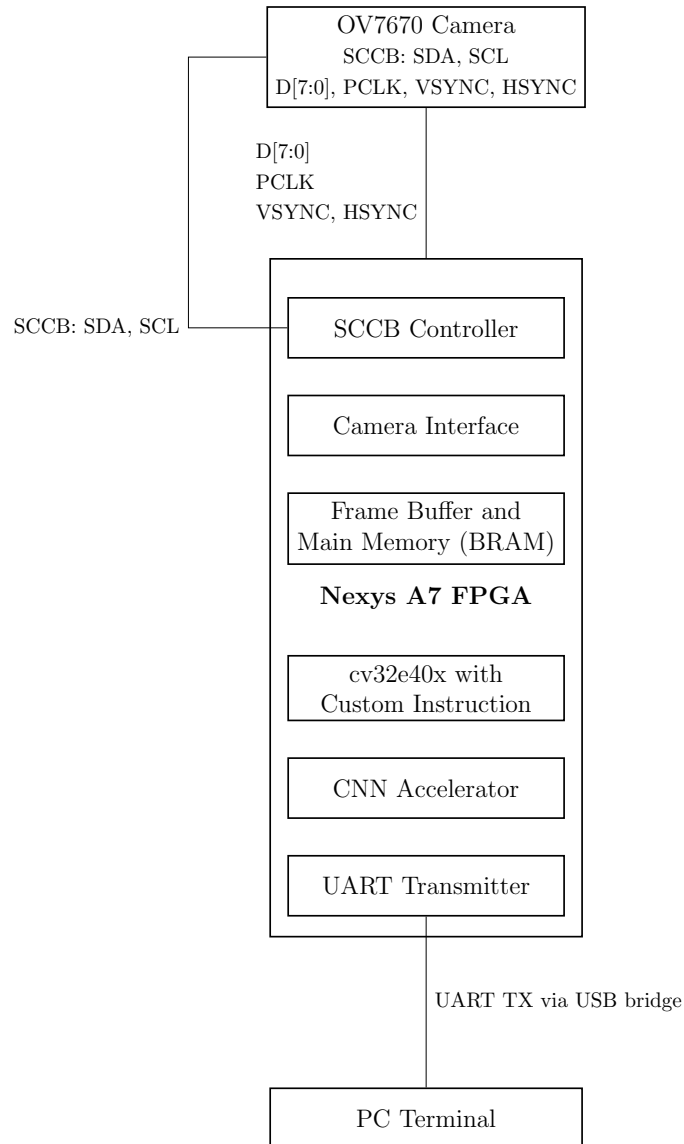 OV7670 Camera
SCCB: SDA, SCL
D[7:0], PCLK, VSYNC, HSYNC
D[7:0]
PCLK
VSYNC, HSYNC
SCCB: SDA, SCL
SCCB Controller
Camera Interface
Frame Buffer and
Main Memory (BRAM)
Nexys A7 FPGA
cv32e40x with
Custom Instruction
CNN Accelerator
UART Transmitter
UART TX via USB bridge
PC Terminal